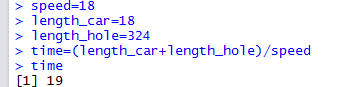 > speed=18
> length_car=18
> length_hole=324
> time=(length_car+length_hole)/speed
> time
[1] 19